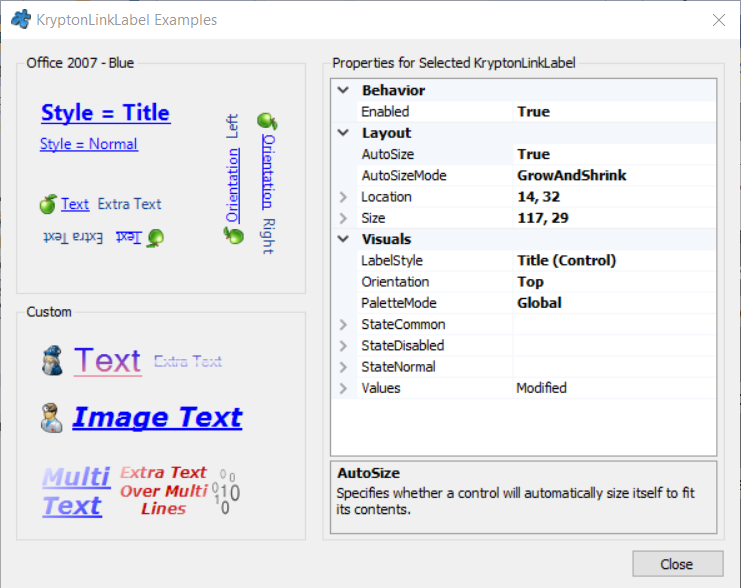 KryptonLinkLabel Examples
Office 2007 - Blue
Style = Title
Style = Normal
Text Extra Text
Text Extra Text
Orientation Left
Orientation Right
Custom
Text Extra Text
Image Text
Multi
Text
Extra Text
Over Multi
Lines
Properties for Selected KryptonLinkLabel
Behavior
Enabled True
Layout
AutoSize True
AutoSizeMode GrowAndShrink
Location 14, 32
Size 117, 29
Visuals
LabelStyle Title (Control)
Orientation Top
PaletteMode Global
StateCommon
StateDisabled
StateNormal
Values Modified
AutoSize
Specifies whether a control will automatically size itself to fit
its contents.
Close